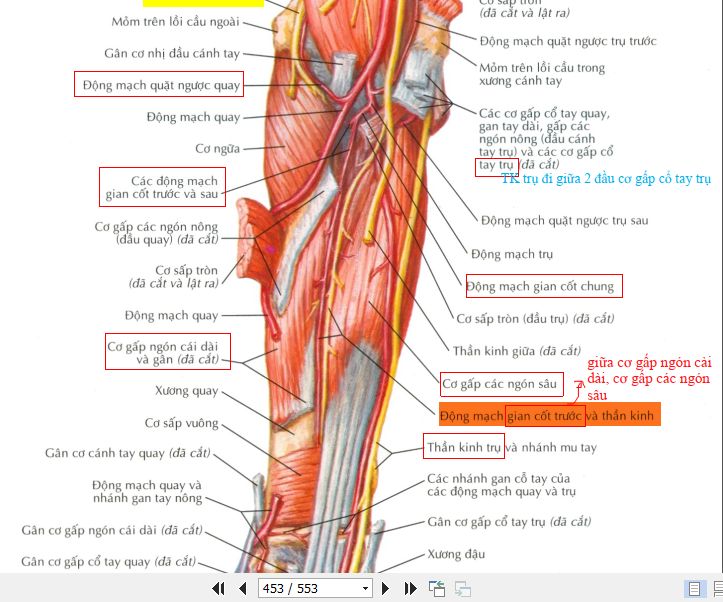 Mỏm trên lồi cầu ngoài
Gân cơ nhị đầu cánh tay
Động mạch quặt ngược quay
Động mạch quay
Cơ ngửa
Các động mạch
gian cốt trước và sau
Cơ gấp các ngón nông
(đầu quay) (đã cắt)
Cơ sấp tròn
(đã cắt và lật ra)
Động mạch quay
Cơ gấp ngón cái dài
và gân (đã cắt)
Xương quay
Cơ sấp vuông
Gân cơ cánh tay quay (đã cắt)
Động mạch quay và
nhánh gan tay nông
Gân cơ gấp ngón cái dài (đã cắt)
Gân cơ gấp cổ tay quay (đã cắt)
Cơ sấp tròn
(đã cắt và lật ra)
Động mạch quặt ngược trụ trước
Mỏm trên lồi cầu trong
xương cánh tay
Các cơ gấp cổ tay quay,
gan tay dài, gấp các
ngón nông (đầu cánh
tay trụ) và các cơ gấp cổ
tay trụ (đã cắt)
TK trụ đi giữa 2 đầu cơ gấp cổ tay trụ
Động mạch quặt ngược trụ sau
Động mạch trụ
Động mạch gian cốt chung
Cơ sấp tròn (đầu trụ) (đã cắt)
Thần kinh giữa (đã cắt)
giữa cơ gấp ngón cái
dài, cơ gấp các ngón
sâu
Cơ gấp các ngón sâu
Động mạch gian cốt trước và thần kinh
Thần kinh trụ và nhánh mu tay
Các nhánh gan cổ tay của
các động mạch quay và trụ
Gân cơ gấp cổ tay trụ (đã cắt)
Xương đậu
453 / 553